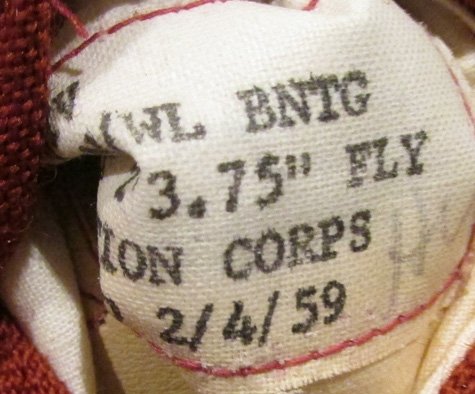 WL BNTG
3.75" FLY
ION CORPS
2/4/59